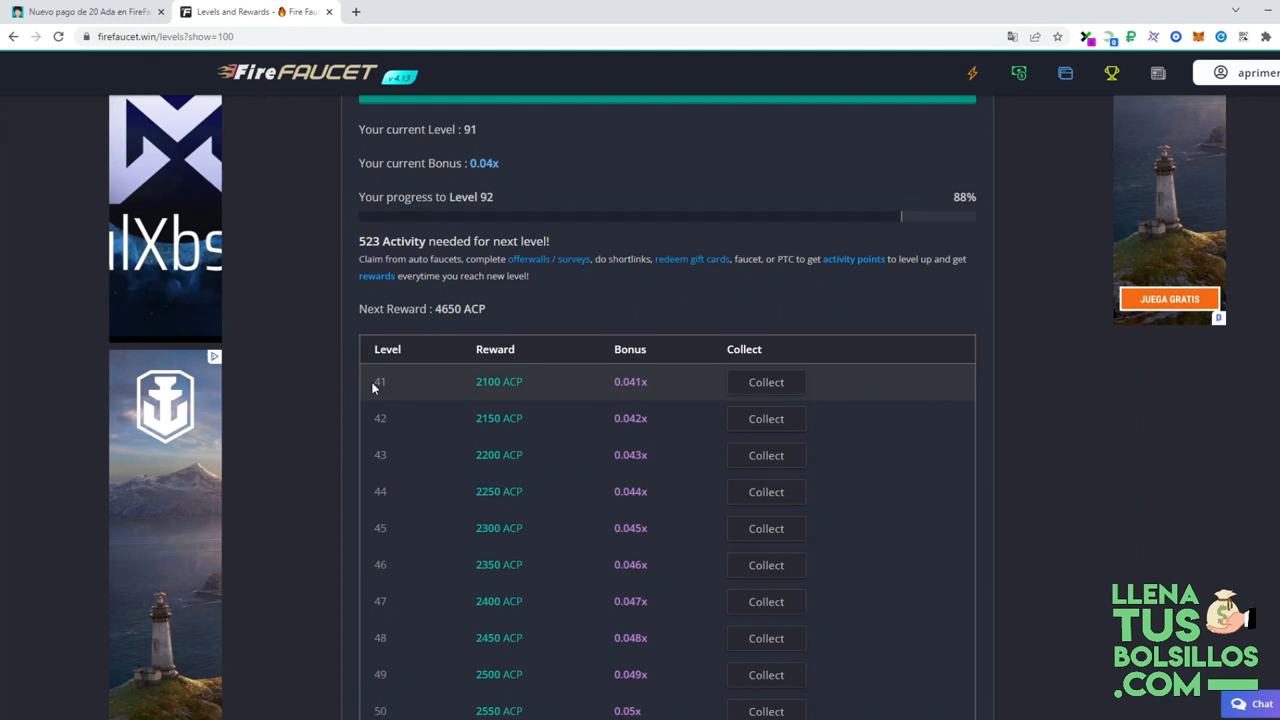 Nuevo pago de 20 Ada en FireFa
Levels and Rewards - 🔥 Fire Fau
firefaucet.win/levels?show=100
FireFAUCET v 4.13
aprimer
Your current Level : 91
Your current Bonus : 0.04x
Your progress to Level 92 88%
523 Activity needed for next level!
Claim from auto faucets, complete offerwalls / surveys, do shortlinks, redeem gift cards, faucet, or PTC to get activity points to level up and get
rewards everytime you reach new level!
Next Reward : 4650 ACP
Level Reward Bonus Collect
41 2100 ACP 0.041x Collect
42 2150 ACP 0.042x Collect
43 2200 ACP 0.043x Collect
44 2250 ACP 0.044x Collect
45 2300 ACP 0.045x Collect
46 2350 ACP 0.046x Collect
47 2400 ACP 0.047x Collect
48 2450 ACP 0.048x Collect
49 2500 ACP 0.049x Collect
50 2550 ACP 0.05x Collect
ilXbs
JUEGA GRATIS
LLENA
TUS
BOLSILLOS
.COM
Chat